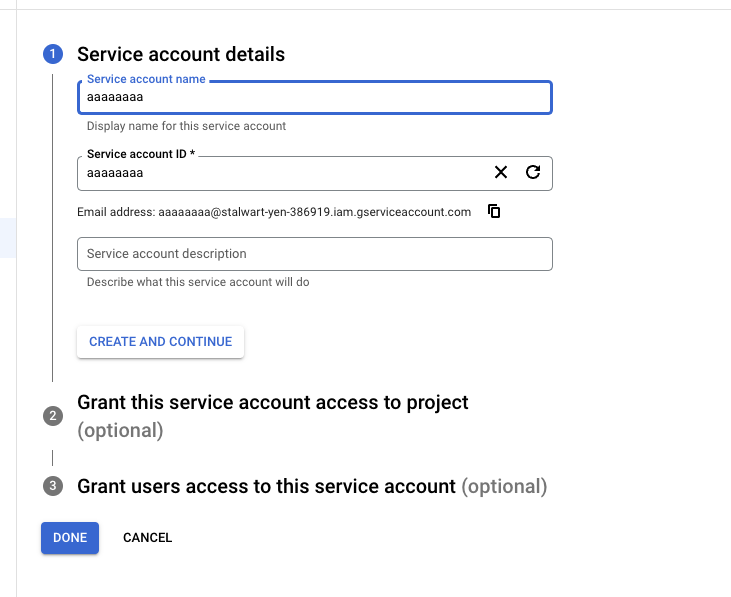 1 Service account details
Service account name
aaaaaaaa
Display name for this service account
Service account ID *
aaaaaaaa
Email address: aaaaaaaa@stalwart-yen-386919.iam.gserviceaccount.com
Service account description
Describe what this service account will do
CREATE AND CONTINUE
2 Grant this service account access to project
(optional)
3 Grant users access to this service account (optional)
DONE CANCEL